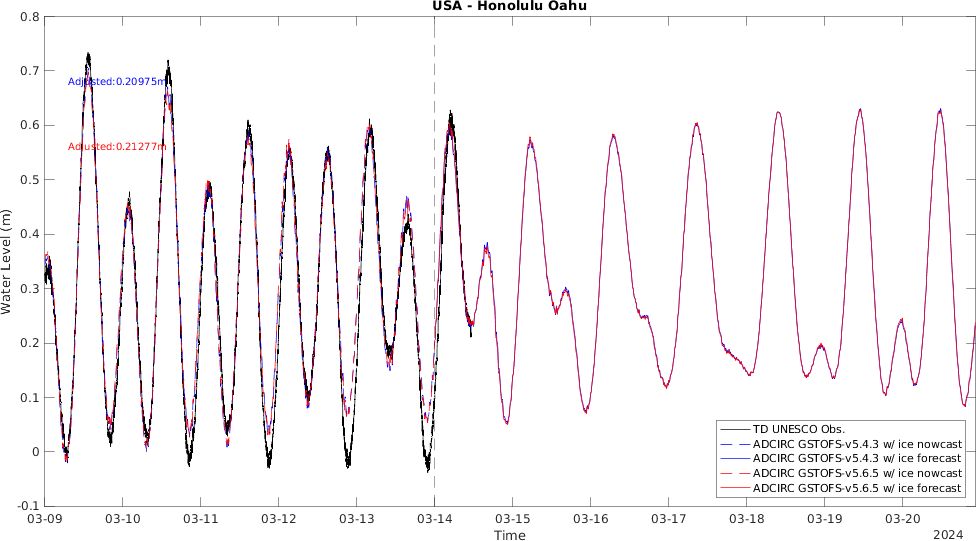 USA - Honolulu Oahu
0.8
0.7
Adjusted:0.20975m
0.6
Adjusted:0.21277m
0.5
0.4
0.3
0.2
0.1
0
-0.1
Water Level (m)
TD UNESCO Obs.
ADCIRC GSTOFS-v5.4.3 w/ ice nowcast
ADCIRC GSTOFS-v5.4.3 w/ ice forecast
ADCIRC GSTOFS-v5.6.5 w/ ice nowcast
ADCIRC GSTOFS-v5.6.5 w/ ice forecast
03-09 03-10 03-11 03-12 03-13 03-14 03-15 03-16 03-17 03-18 03-19 03-20
Time
2024